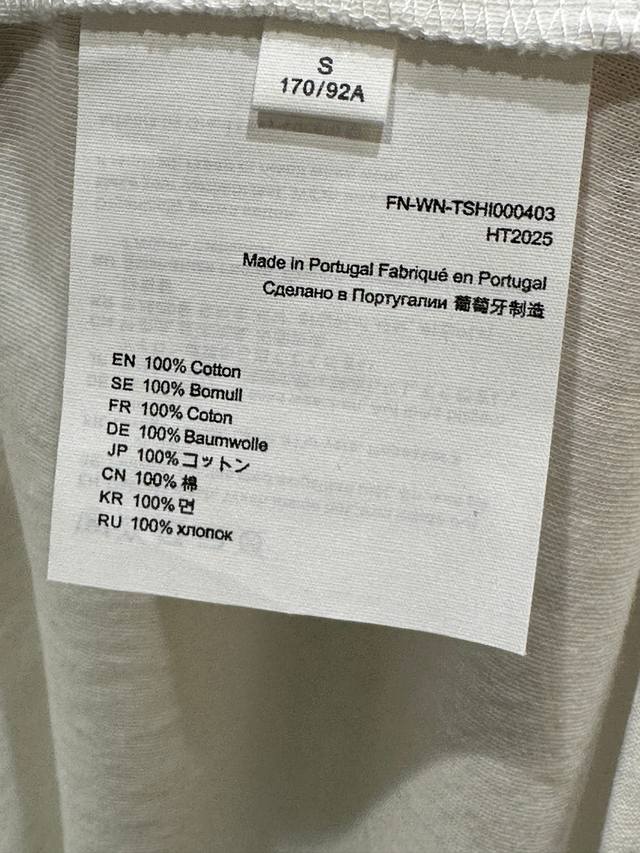 S
170/92A
FN-WN-TSHI000403
HT2025
Made in Portugal Fabriqué en Portugal
Сделано в Португалии 葡萄牙制造
EN 100% Cotton
SE 100% Bomull
FR 100% Coton
DE 100% Baumwolle
JP 100% コットン
CN 100% 棉
KR 100% 면
RU 100% хлопок